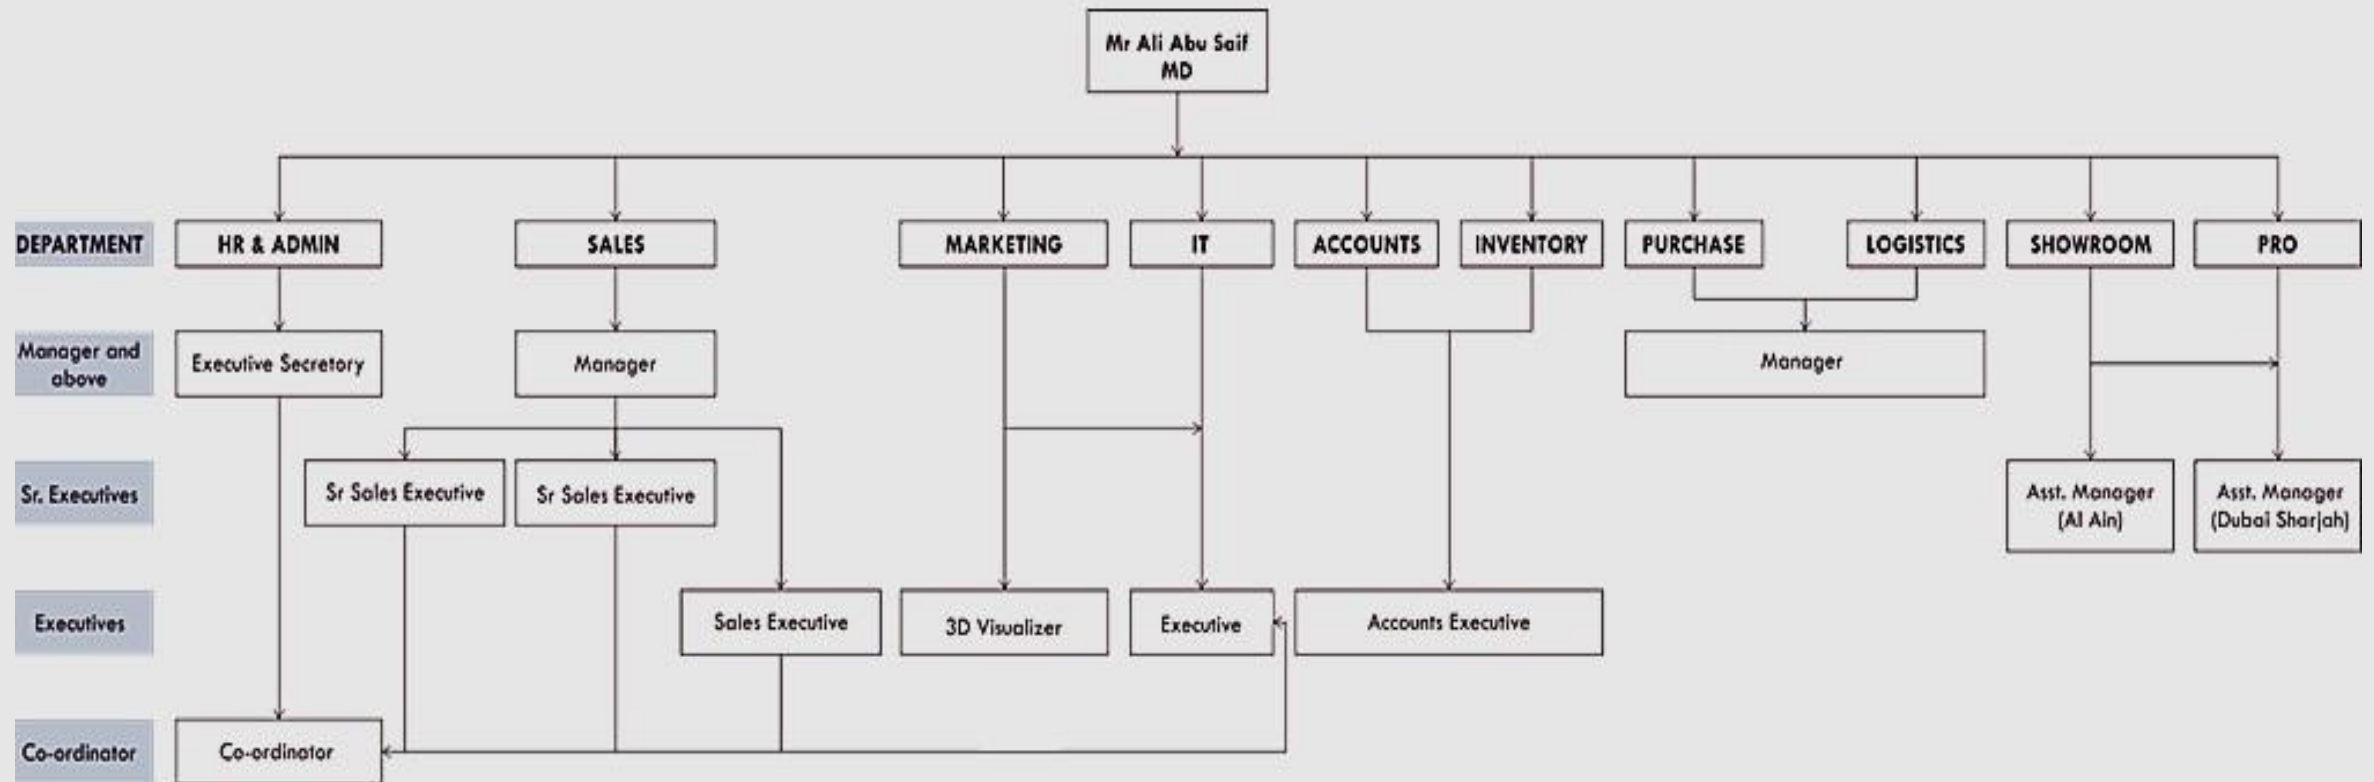 Mr Ali Abu Saif
MD
DEPARTMENT
HR & ADMIN
SALES
MARKETING
IT
ACCOUNTS
INVENTORY
PURCHASE
LOGISTICS
SHOWROOM
PRO
Manager and
above
Executive Secretory
Manager
Manager
Sr. Executives
Sr Sales Executive
Sr Sales Executive
Asst. Manager
(Al Ain)
Asst. Manager
(Dubai Sharjah)
Executives
Sales Executive
3D Visualizer
Executive
Accounts Executive
Co-ordinator
Co-ordinator